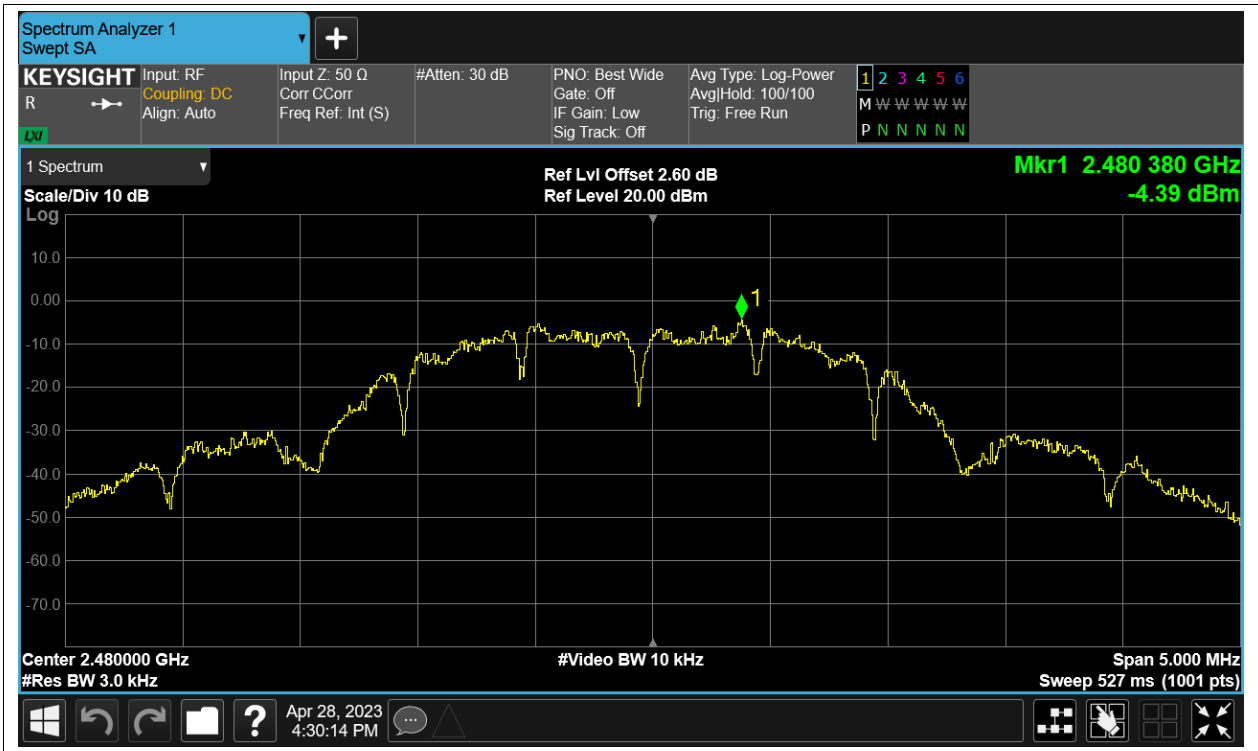 Spectrum Analyzer 1
Swept SA
+
KEYSIGHT
R
LXI
Input: RF
Coupling: DC
Align: Auto
Input Z: 50 Ω
Corr CCorr
Freq Ref: Int (S)
#Atten: 30 dB
PNO: Best Wide
Gate: Off
IF Gain: Low
Sig Track: Off
Avg Type: Log-Power
Avg|Hold: 100/100
Trig: Free Run
1 2 3 4 5 6
M W W W W W
P N N N N N
1 Spectrum
Scale/Div 10 dB
Ref Lvl Offset 2.60 dB
Ref Level 20.00 dBm
Mkr1 2.480 380 GHz
-4.39 dBm
Log
10.0
0.00
-10.0
-20.0
-30.0
-40.0
-50.0
-60.0
-70.0
1
Center 2.480000 GHz
#Res BW 3.0 kHz
#Video BW 10 kHz
Span 5.000 MHz
Sweep 527 ms (1001 pts)
?
Apr 28, 2023
4:30:14 PM